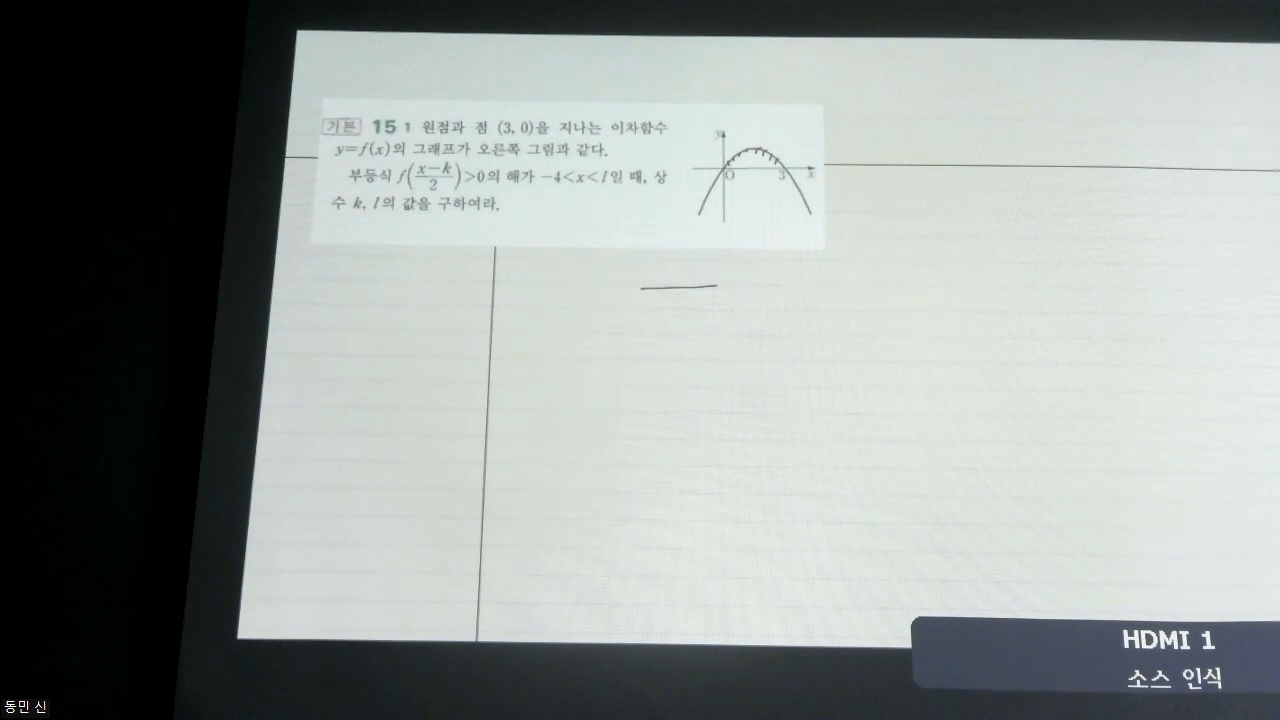 기본 15 1 원점과 점 (3, 0)을 지나는 이차함수
y=f(x)의 그래프가 오른쪽 그림과 같다.
부등식 f((x-k)/2)>0의 해가 -4<x<l일 때, 상
수 k, l의 값을 구하여라.
y
O 3 x
HDMI 1
소스 인식
동민 신